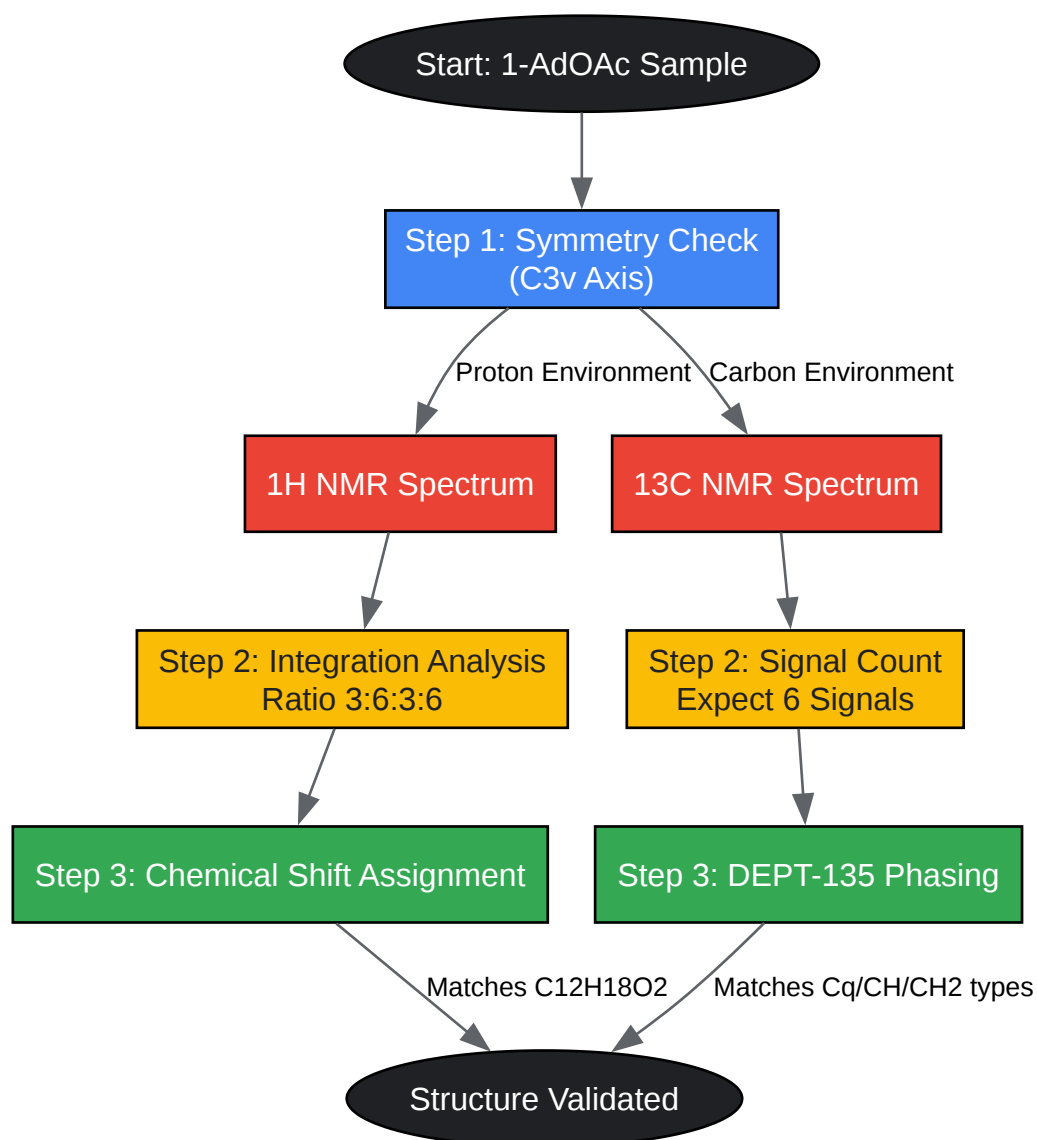 Start: 1-AdOAc Sample
Step 1: Symmetry Check
(C3v Axis)
Proton Environment
Carbon Environment
1H NMR Spectrum
13C NMR Spectrum
Step 2: Integration Analysis
Ratio 3:6:3:6
Step 2: Signal Count
Expect 6 Signals
Step 3: Chemical Shift Assignment
Step 3: DEPT-135 Phasing
Matches C12H18O2
Matches Cq/CH/CH2 types
Structure Validated